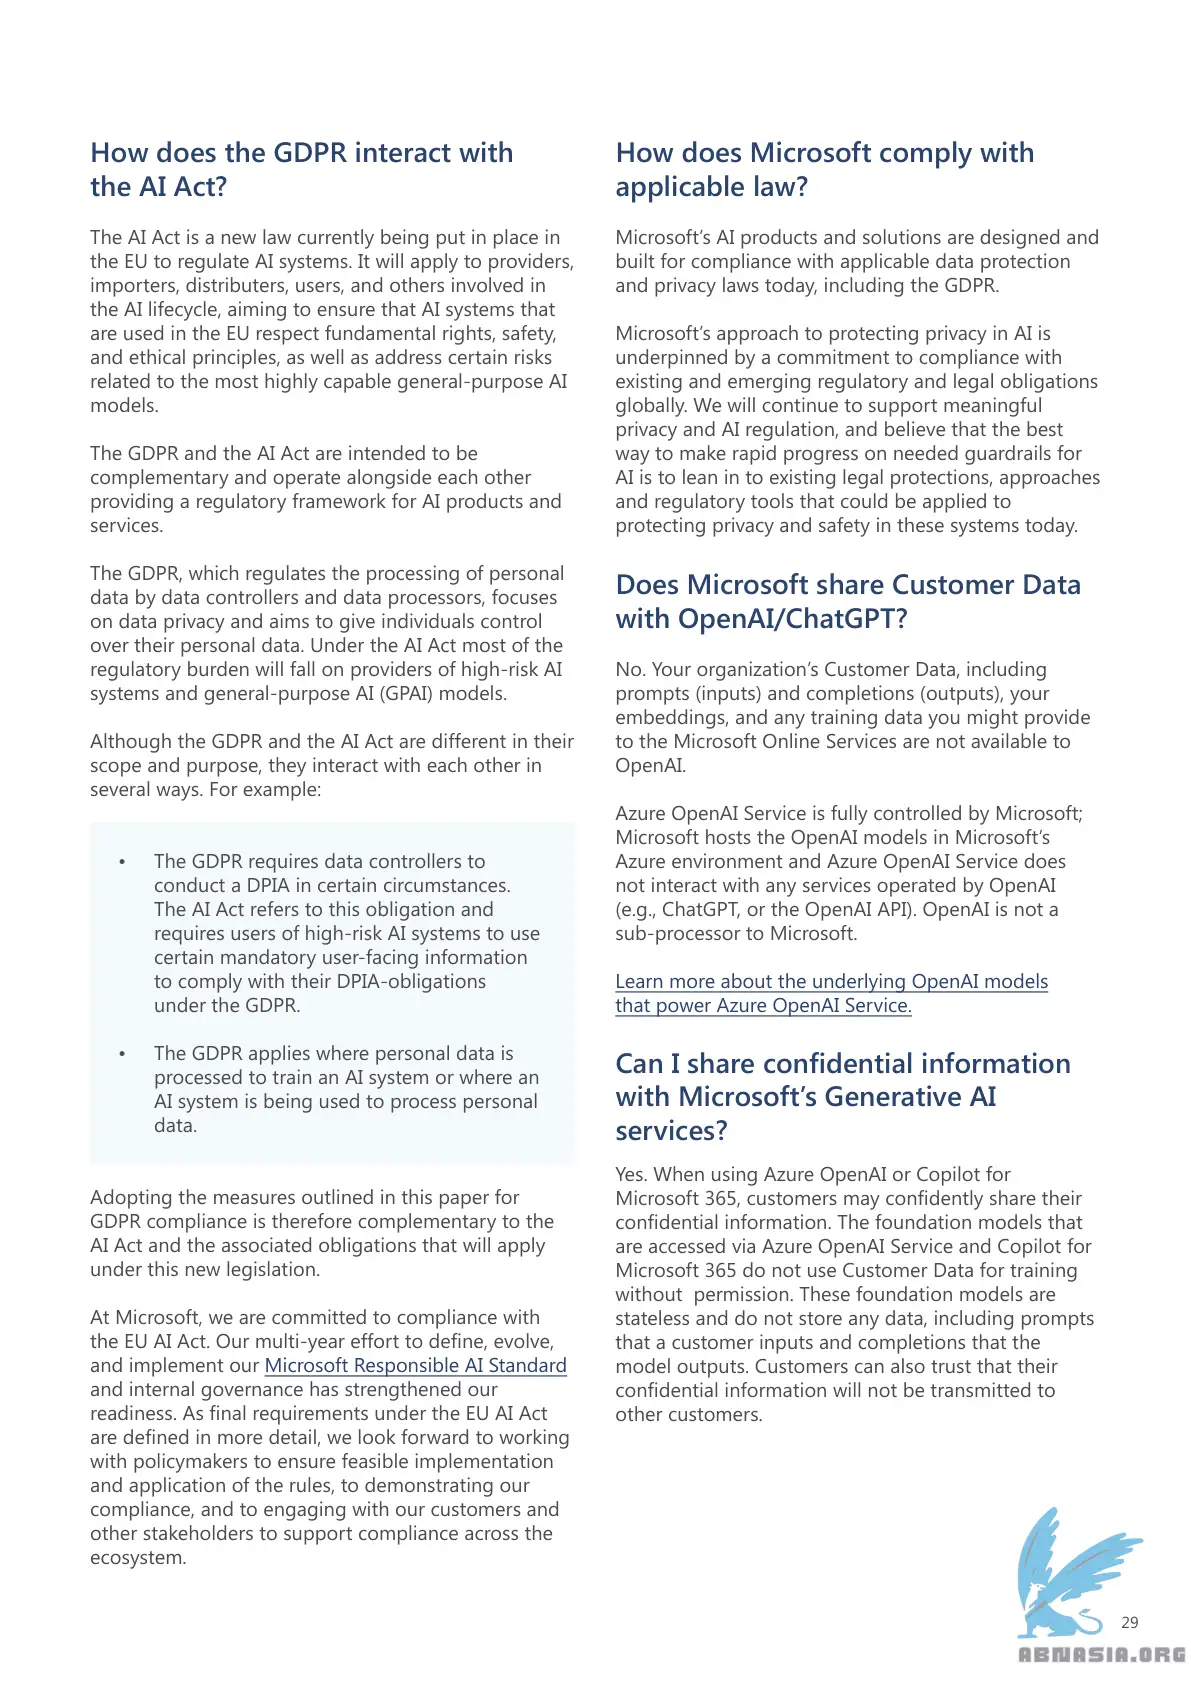 How does the GDPR interact with
the AI Act?
The AI Act is a new law currently being put in place in
the EU to regulate AI systems. It will apply to providers,
importers, distributers, users, and others involved in
the AI lifecycle, aiming to ensure that AI systems that
are used in the EU respect fundamental rights, safety,
and ethical principles, as well as address certain risks
related to the most highly capable general-purpose AI
models.
The GDPR and the AI Act are intended to be
complementary and operate alongside each other
providing a regulatory framework for AI products and
services.
The GDPR, which regulates the processing of personal
data by data controllers and data processors, focuses
on data privacy and aims to give individuals control
over their personal data. Under the AI Act most of the
regulatory burden will fall on providers of high-risk AI
systems and general-purpose AI (GPAI) models.
Although the GDPR and the AI Act are different in their
scope and purpose, they interact with each other in
several ways. For example:
• The GDPR requires data controllers to
conduct a DPIA in certain circumstances.
The AI Act refers to this obligation and
requires users of high-risk AI systems to use
certain mandatory user-facing information
to comply with their DPIA-obligations
under the GDPR.
• The GDPR applies where personal data is
processed to train an AI system or where an
AI system is being used to process personal
data.
Adopting the measures outlined in this paper for
GDPR compliance is therefore complementary to the
AI Act and the associated obligations that will apply
under this new legislation.
At Microsoft, we are committed to compliance with
the EU AI Act. Our multi-year effort to define, evolve,
and implement our Microsoft Responsible AI Standard
and internal governance has strengthened our
readiness. As final requirements under the EU AI Act
are defined in more detail, we look forward to working
with policymakers to ensure feasible implementation
and application of the rules, to demonstrating our
compliance, and to engaging with our customers and
other stakeholders to support compliance across the
ecosystem.
How does Microsoft comply with
applicable law?
Microsoft’s AI products and solutions are designed and
built for compliance with applicable data protection
and privacy laws today, including the GDPR.
Microsoft’s approach to protecting privacy in AI is
underpinned by a commitment to compliance with
existing and emerging regulatory and legal obligations
globally. We will continue to support meaningful
privacy and AI regulation, and believe that the best
way to make rapid progress on needed guardrails for
AI is to lean in to existing legal protections, approaches
and regulatory tools that could be applied to
protecting privacy and safety in these systems today.
Does Microsoft share Customer Data
with OpenAI/ChatGPT?
No. Your organization’s Customer Data, including
prompts (inputs) and completions (outputs), your
embeddings, and any training data you might provide
to the Microsoft Online Services are not available to
OpenAI.
Azure OpenAI Service is fully controlled by Microsoft;
Microsoft hosts the OpenAI models in Microsoft’s
Azure environment and Azure OpenAI Service does
not interact with any services operated by OpenAI
(e.g., ChatGPT, or the OpenAI API). OpenAI is not a
sub-processor to Microsoft.
Learn more about the underlying OpenAI models
that power Azure OpenAI Service.
Can I share confidential information
with Microsoft’s Generative AI
services?
Yes. When using Azure OpenAI or Copilot for
Microsoft 365, customers may confidently share their
confidential information. The foundation models that
are accessed via Azure OpenAI Service and Copilot for
Microsoft 365 do not use Customer Data for training
without permission. These foundation models are
stateless and do not store any data, including prompts
that a customer inputs and completions that the
model outputs. Customers can also trust that their
confidential information will not be transmitted to
other customers.
29
ABNASIA.ORG